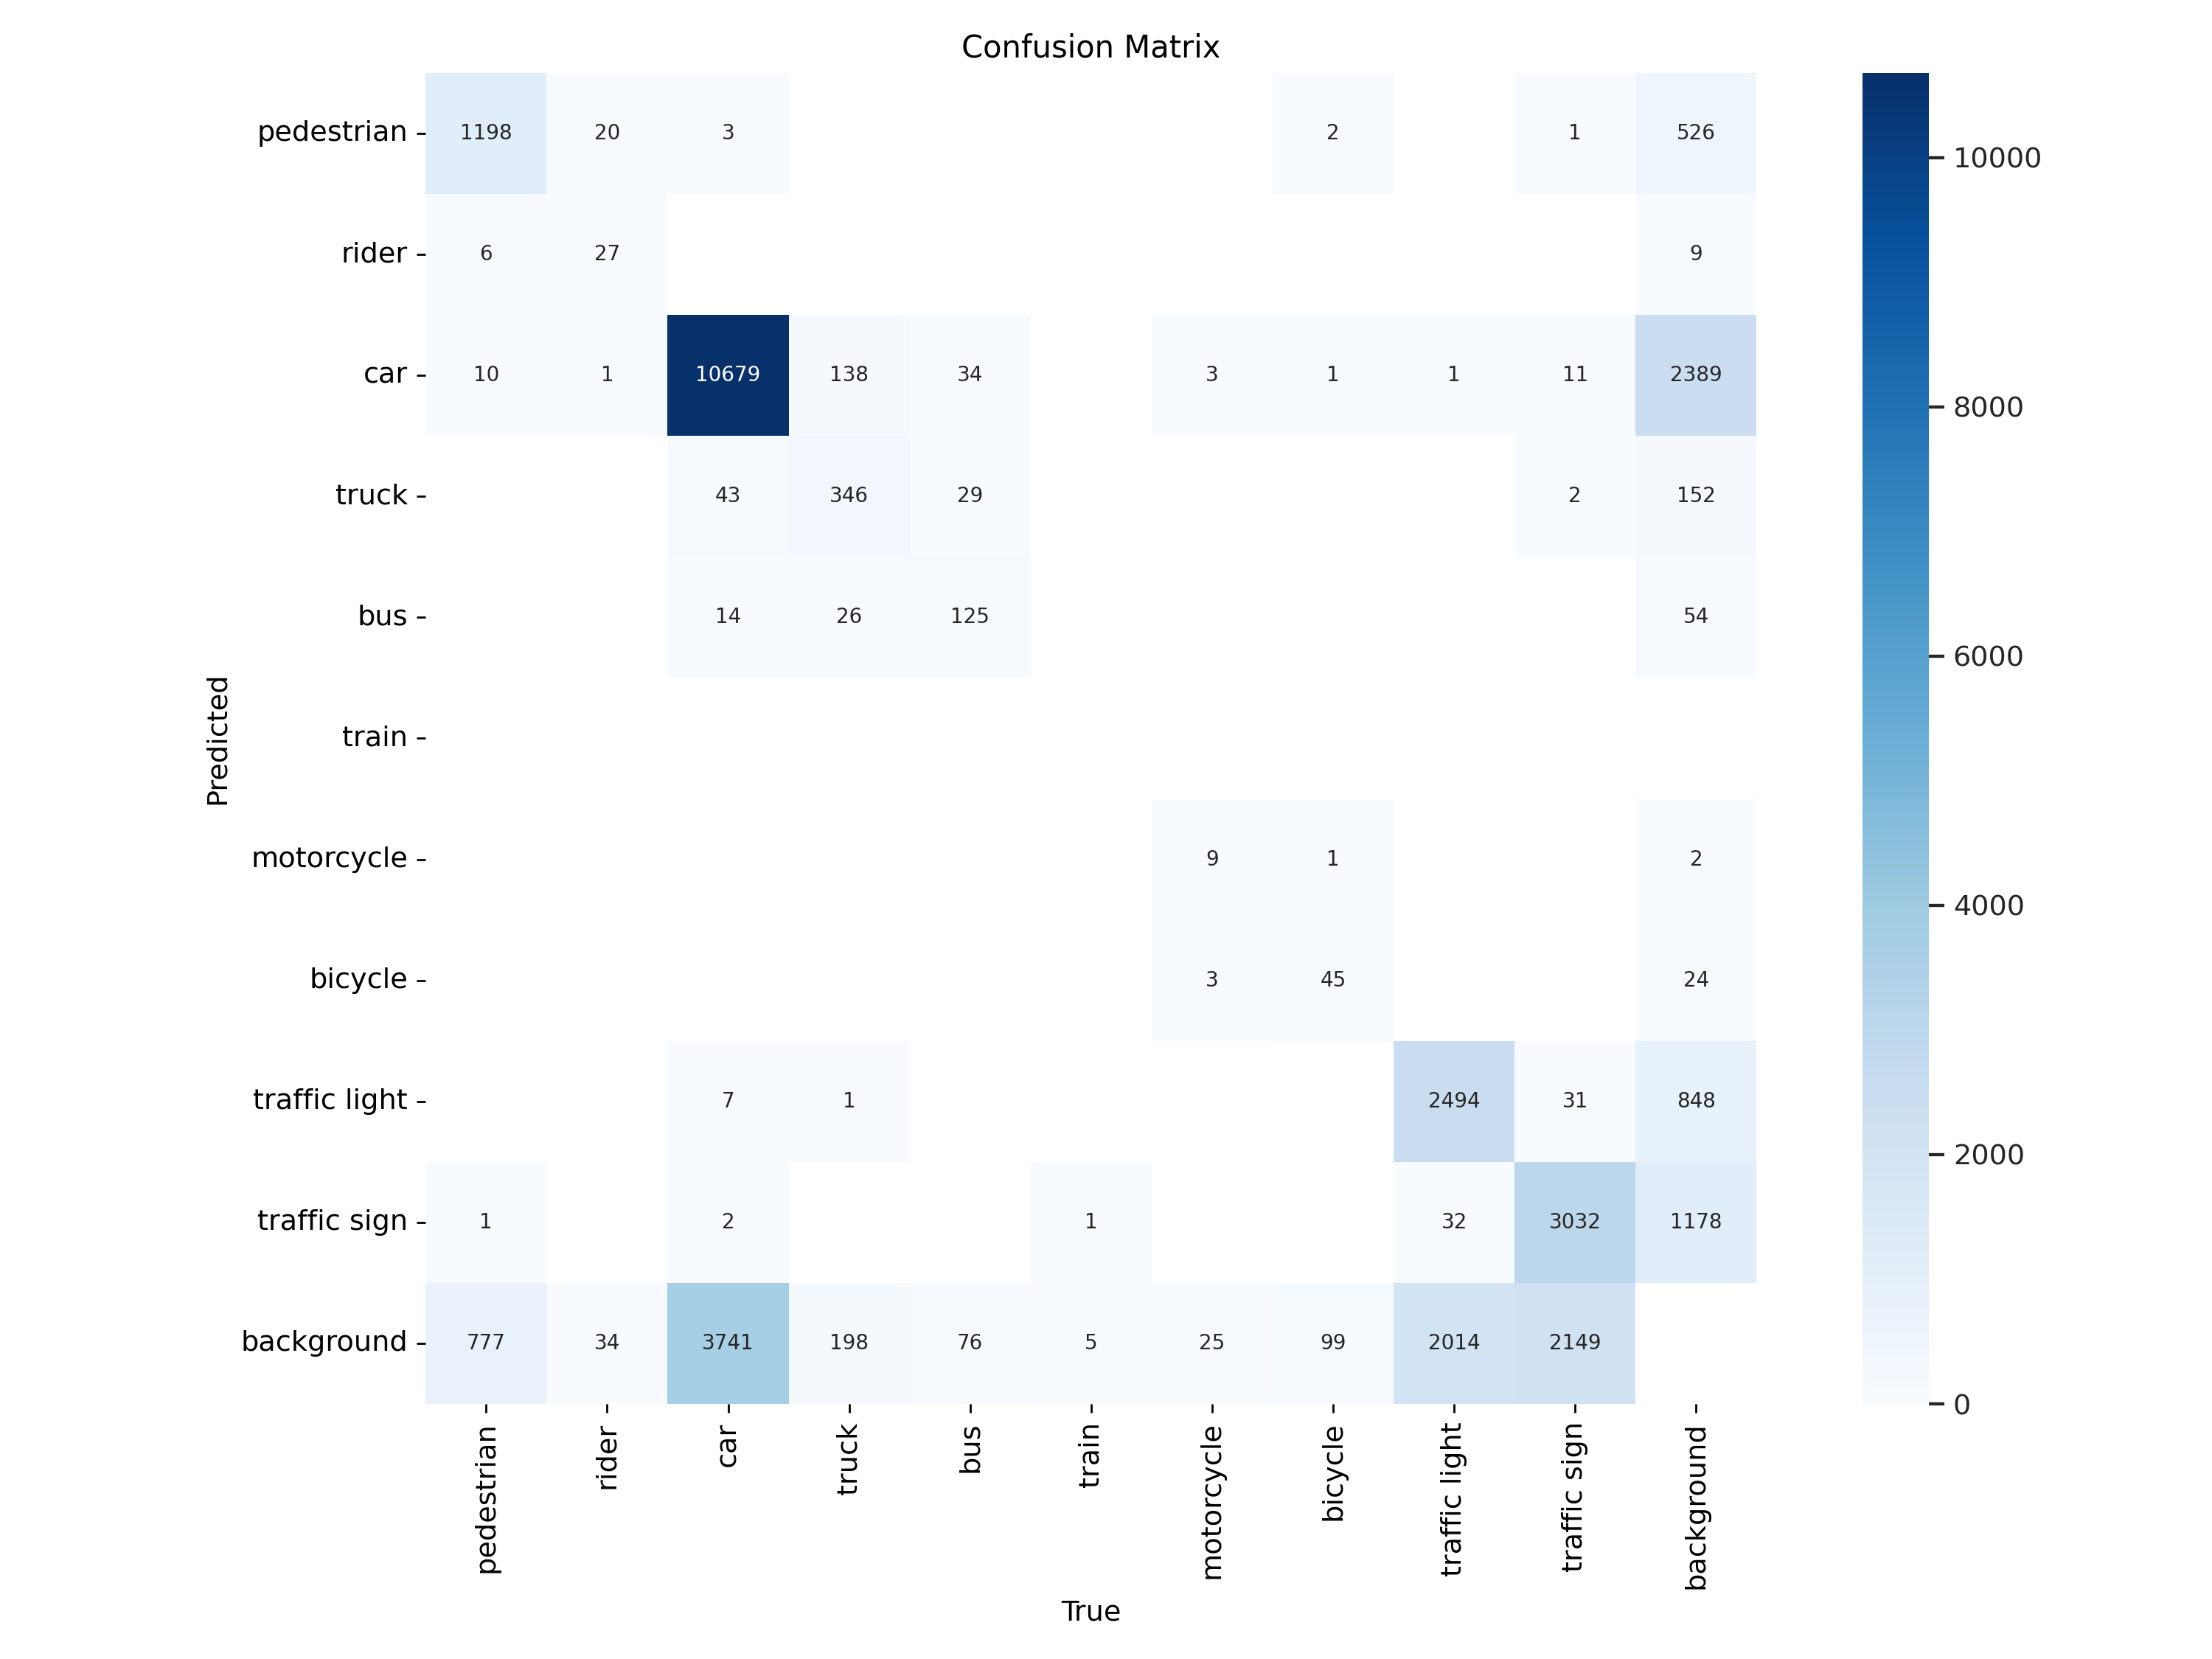 Confusion Matrix
pedestrian 1198 20 3 2 1 526
rider 6 27 9
car 10 1 10679 138 34 3 1 1 11 2389
truck 43 346 29 2 152
bus 14 26 125 54
train
motorcycle 9 1 2
bicycle 3 45 24
traffic light 7 1 2494 31 848
traffic sign 1 2 1 32 3032 1178
background 777 34 3741 198 76 5 25 99 2014 2149
Predicted
pedestrian rider car truck bus train motorcycle bicycle traffic light traffic sign background
True
10000
8000
6000
4000
2000
0